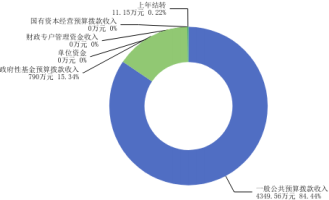 上年结转
11.15万元 0.22%
国有资本经营预算拨款收入
0万元 0%
财政专户管理资金收入
0万元 0%
单位资金
0万元 0%
政府性基金预算拨款收入
790万元 15.34%
一般公共预算拨款收入
4349.56万元 84.44%